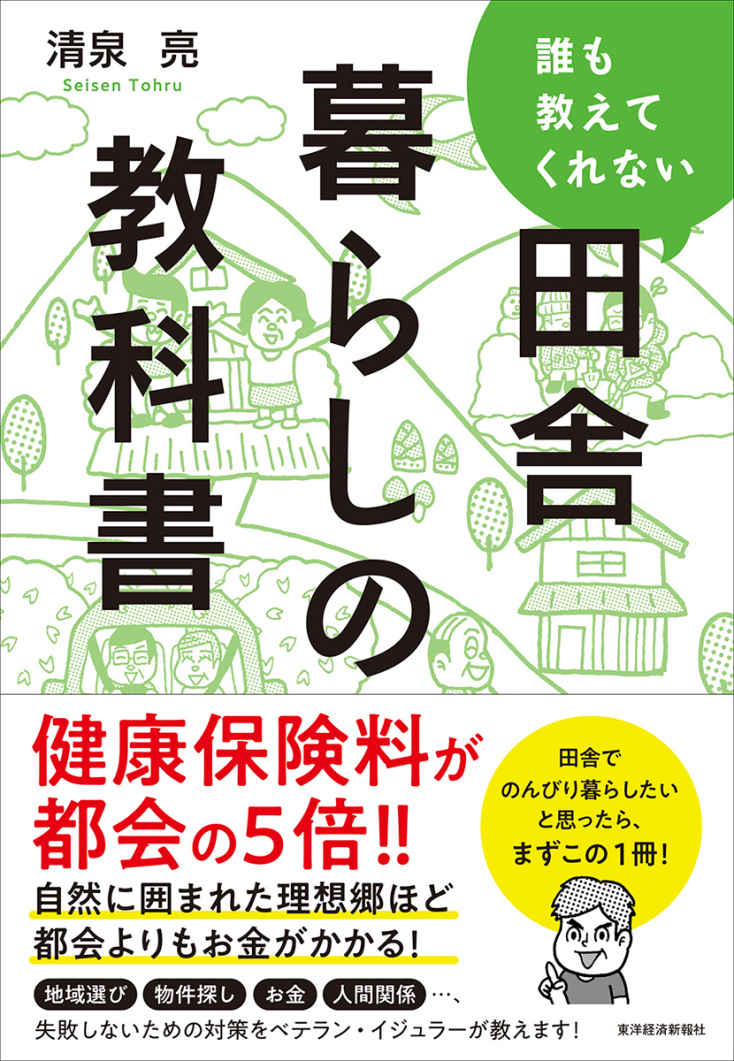 清泉 亮
Seisen Tohru
誰も
教えて
くれない
田舎
暮らしの
教科書
健康保険料が
都会の5倍!!
自然に囲まれた理想郷ほど
都会よりもお金がかかる!
地域選び 物件探し お金 人間関係 …、
失敗しないための対策をベテラン・イジュラーが教えます!
田舎で
のんびり暮らしたい
と思ったら、
まずこの1冊!
東洋経済新報社